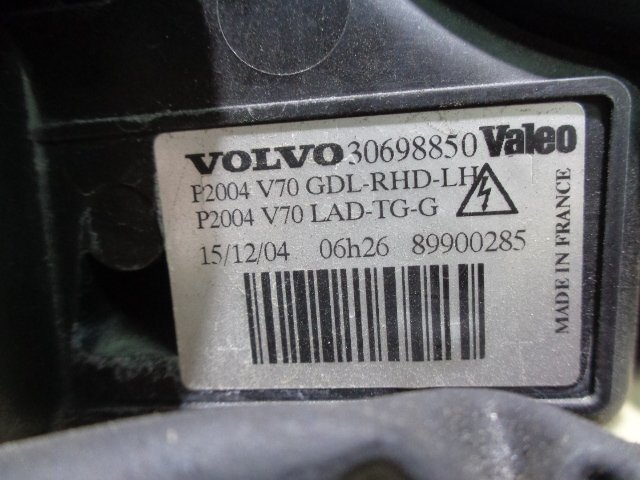 VOLVO 30698850 Valeo
P2004 V70 GDL-RHD-LH
P2004 V70 LAD-TG-G
15/12/04 06h26 89900285
MADE IN FRANCE